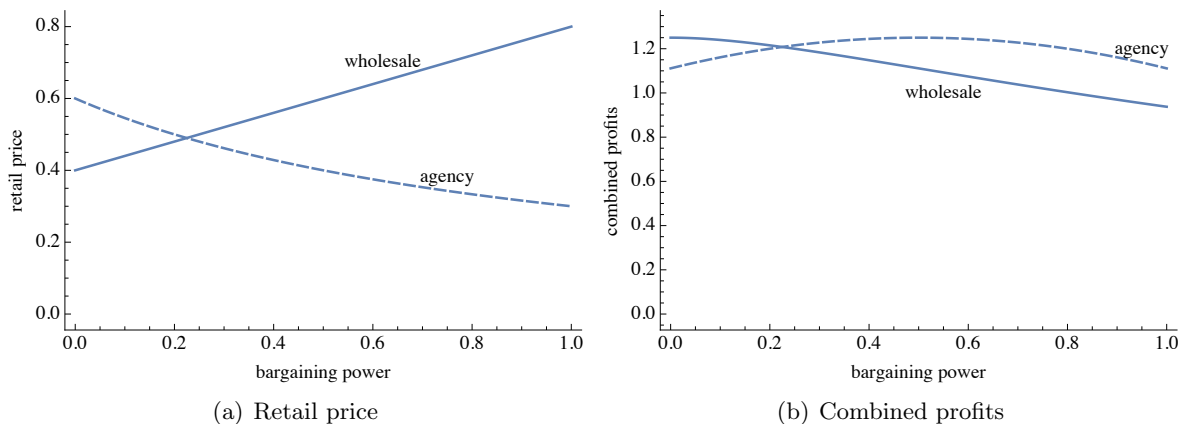 0.8
0.6
0.4
0.2
0.0
retail price
wholesale
agency
0.0 0.2 0.4 0.6 0.8 1.0
bargaining power
(a) Retail price
1.2
1.0
0.8
0.6
0.4
0.2
0.0
combined profits
agency
wholesale
0.0 0.2 0.4 0.6 0.8 1.0
bargaining power
(b) Combined profits